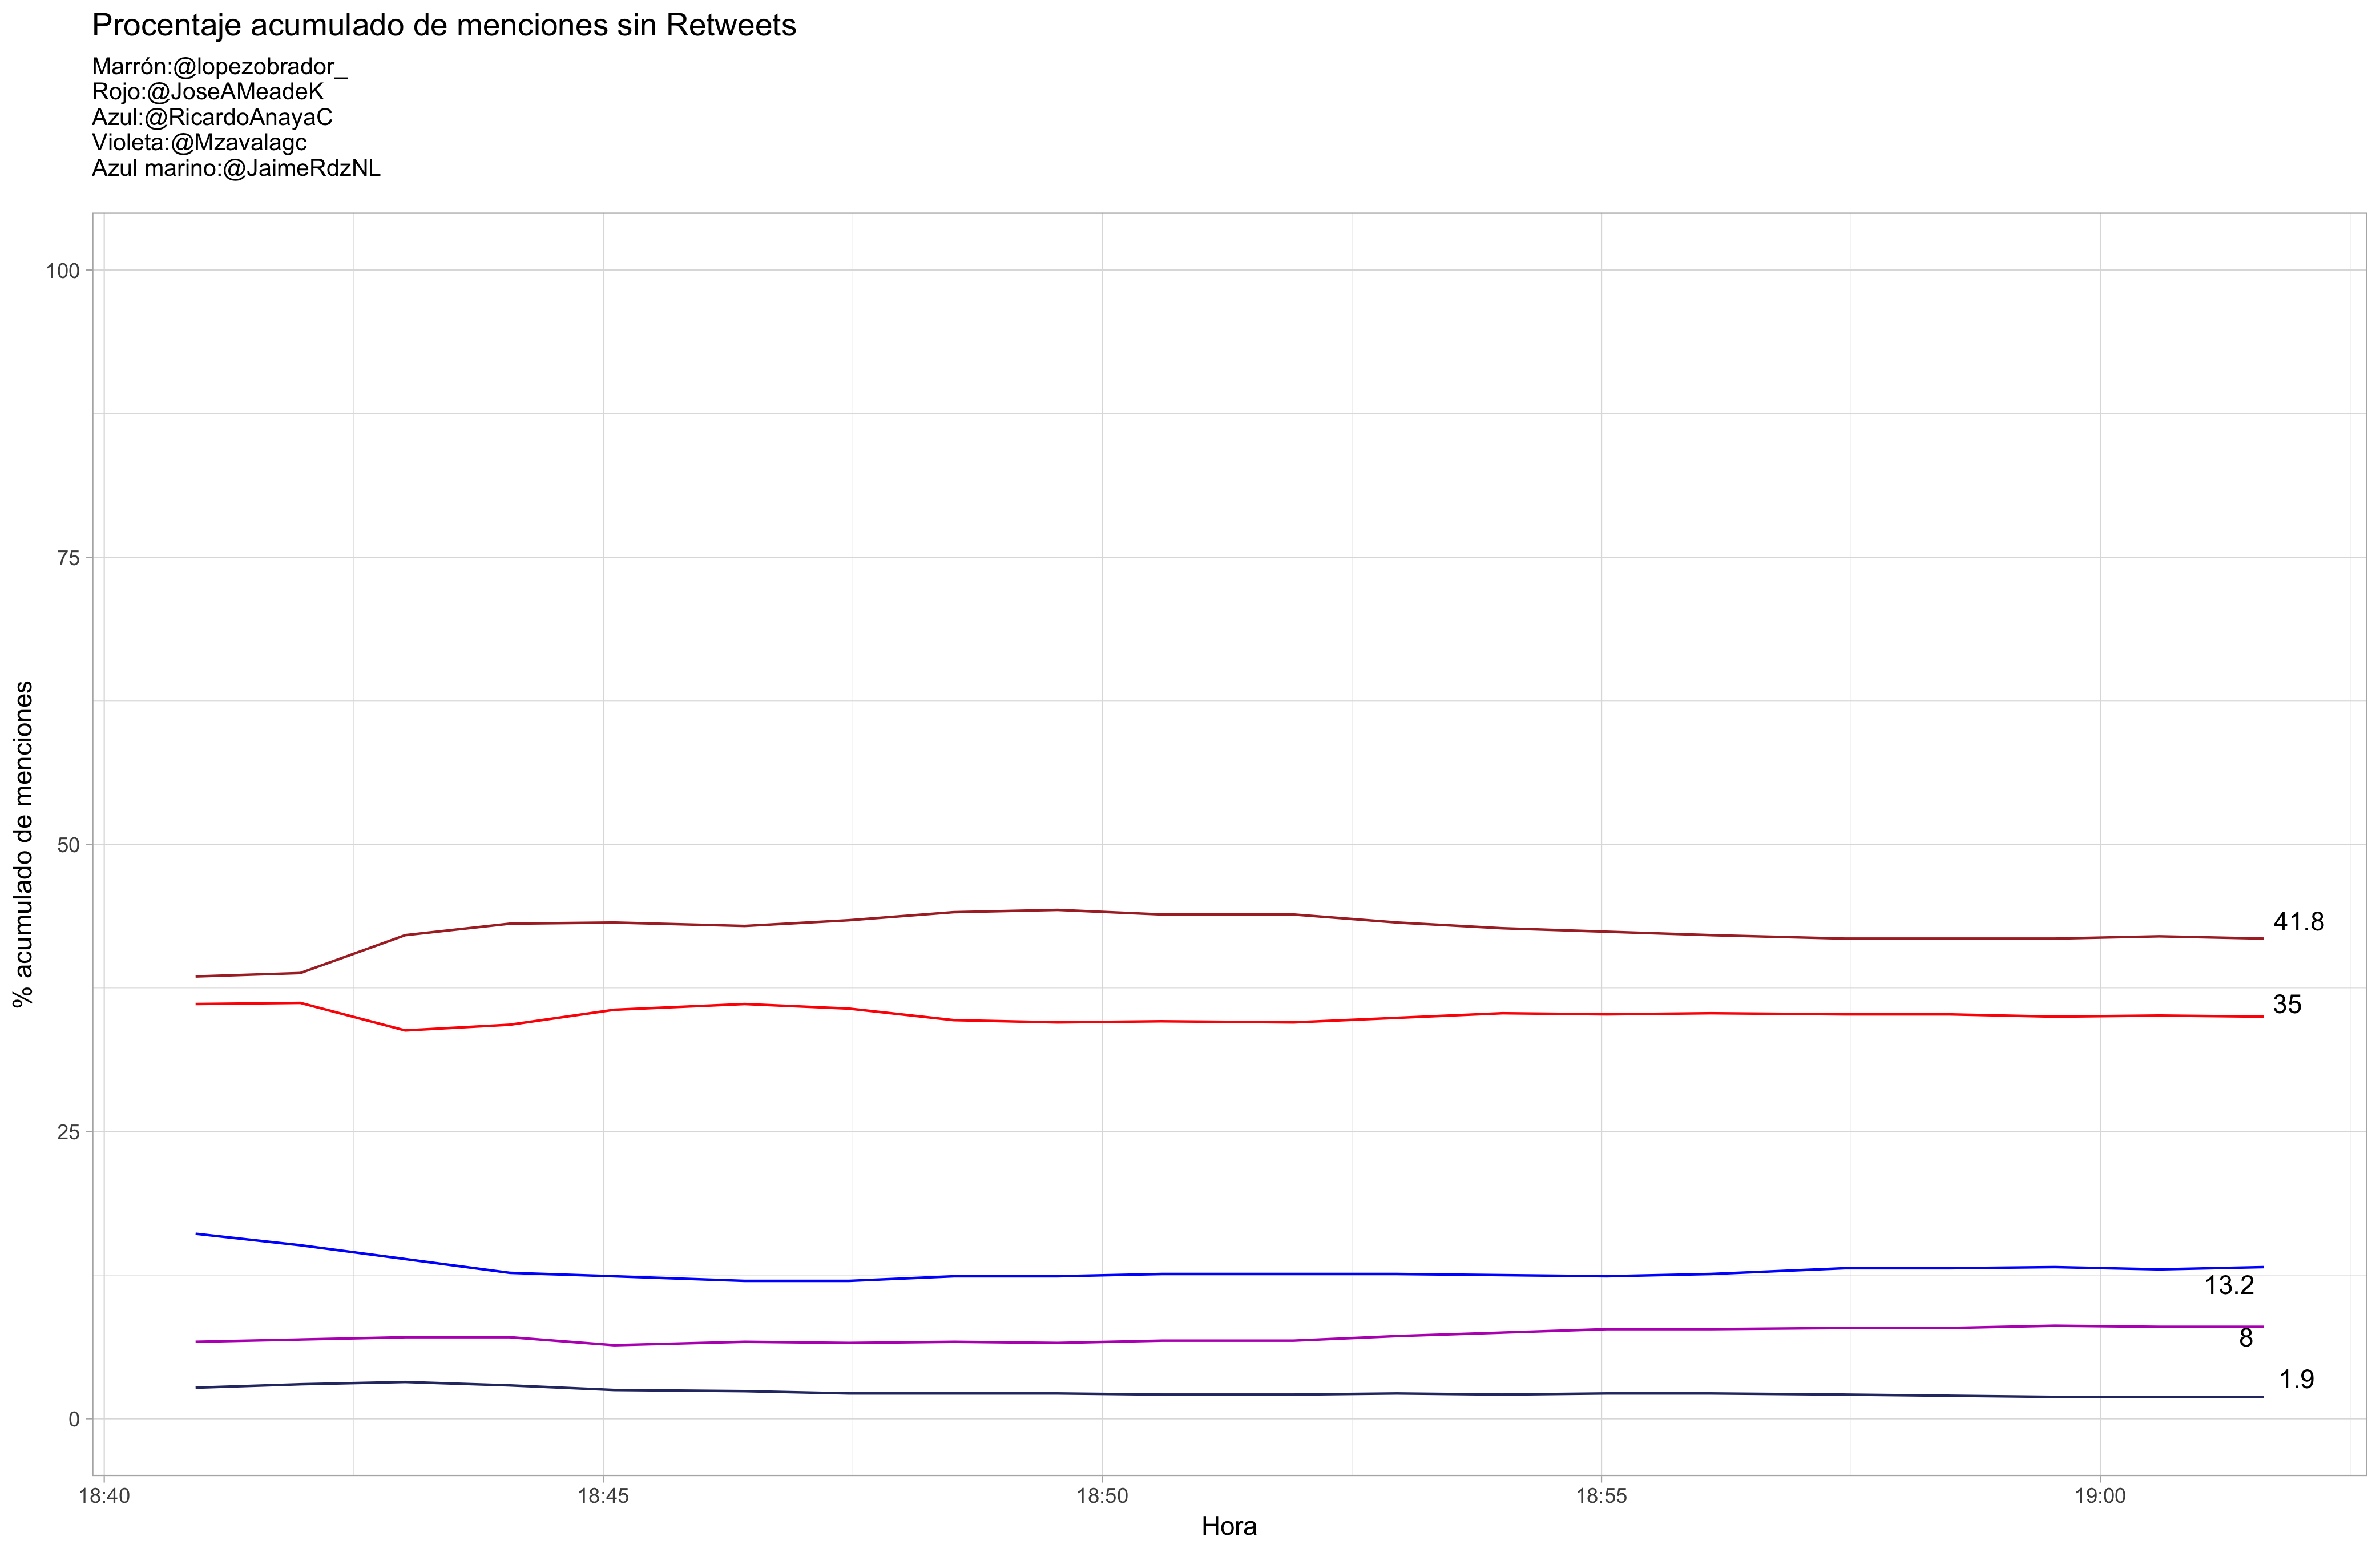 Procentaje acumulado de menciones sin Retweets
Marrón:@lopezobrador_
Rojo:@JoseAMeadeK
Azul:@RicardoAnayaC
Violeta:@Mzavalagc
Azul marino:@JaimeRdzNL
% acumulado de menciones
100
75
50
25
0
41.8
35
13.2
8
1.9
18:40
18:45
18:50
18:55
19:00
Hora